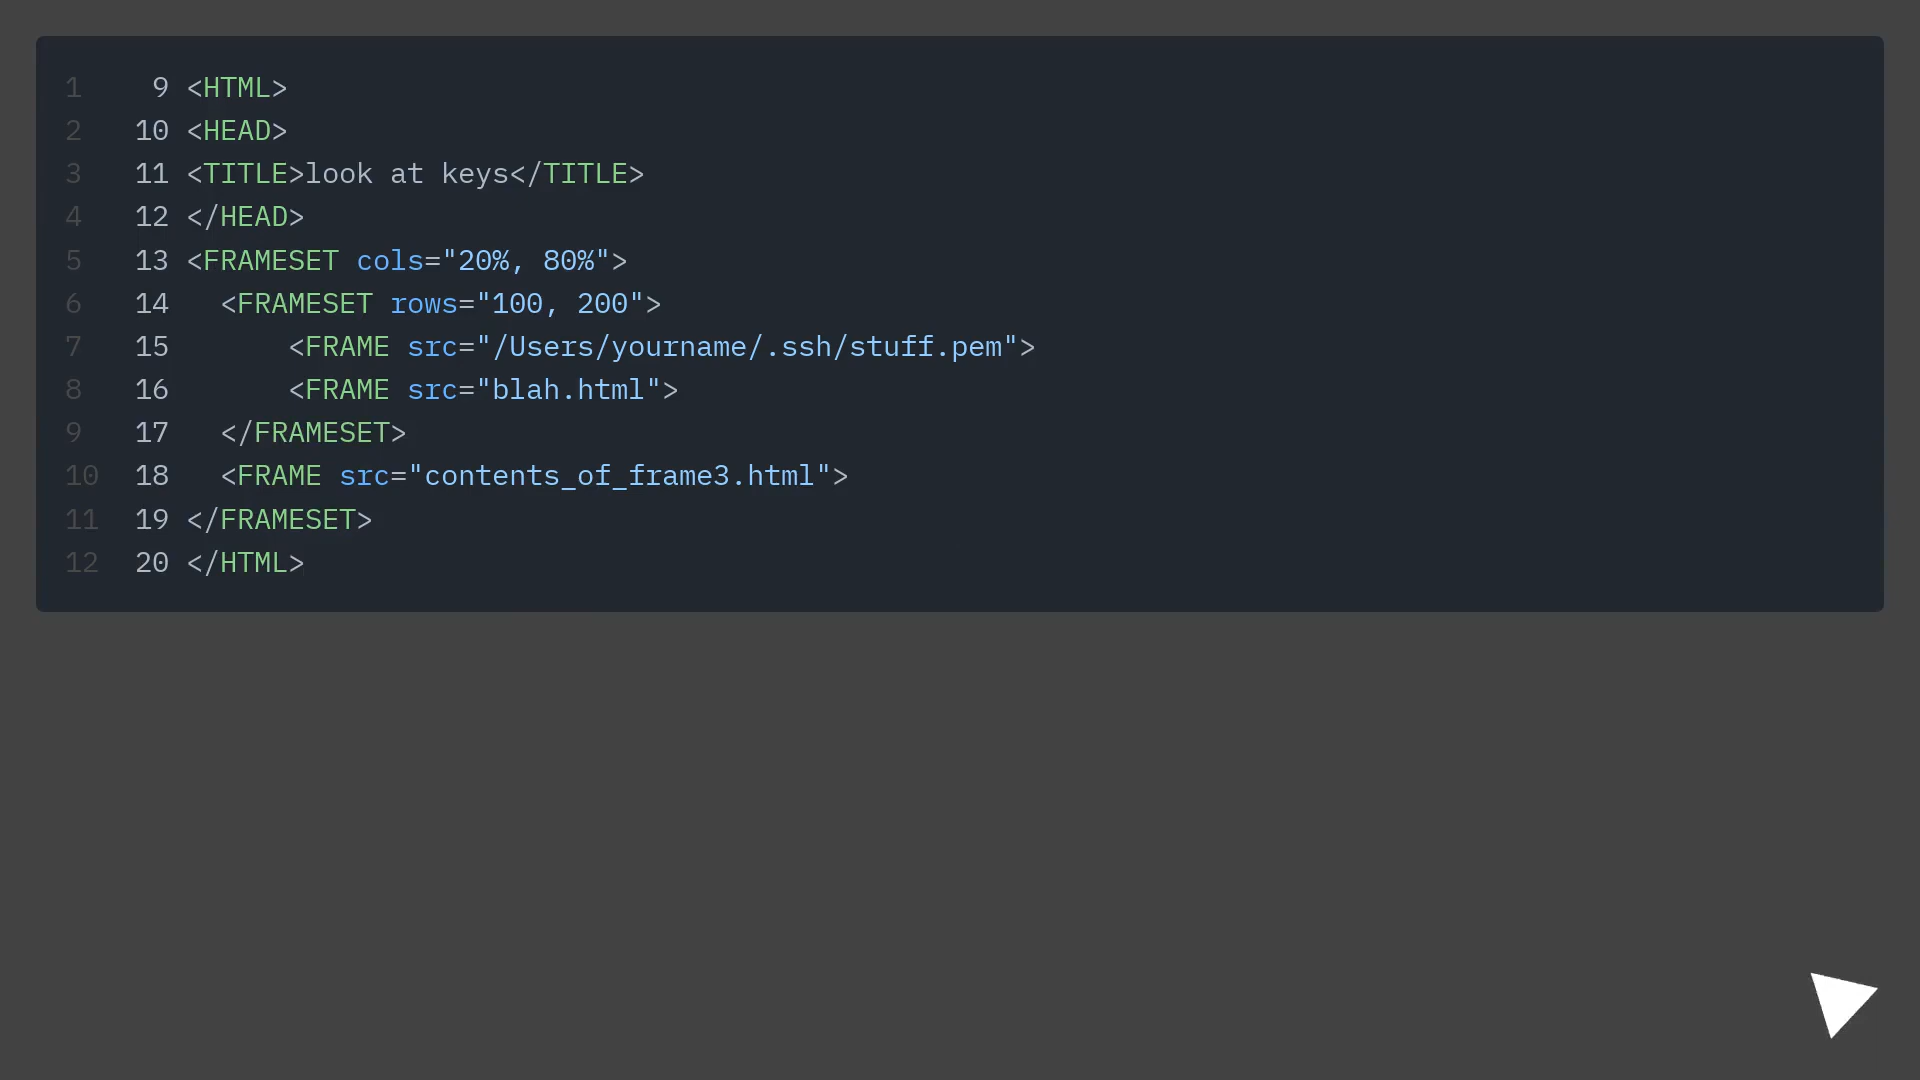 1 9 <HTML>
2 10 <HEAD>
3 11 <TITLE>look at keys</TITLE>
4 12 </HEAD>
5 13 <FRAMESET cols="20%, 80%">
6 14 <FRAMESET rows="100, 200">
7 15 <FRAME src="/Users/yourname/.ssh/stuff.pem">
8 16 <FRAME src="blah.html">
9 17 </FRAMESET>
10 18 <FRAME src="contents_of_frame3.html">
11 19 </FRAMESET>
12 20 </HTML>